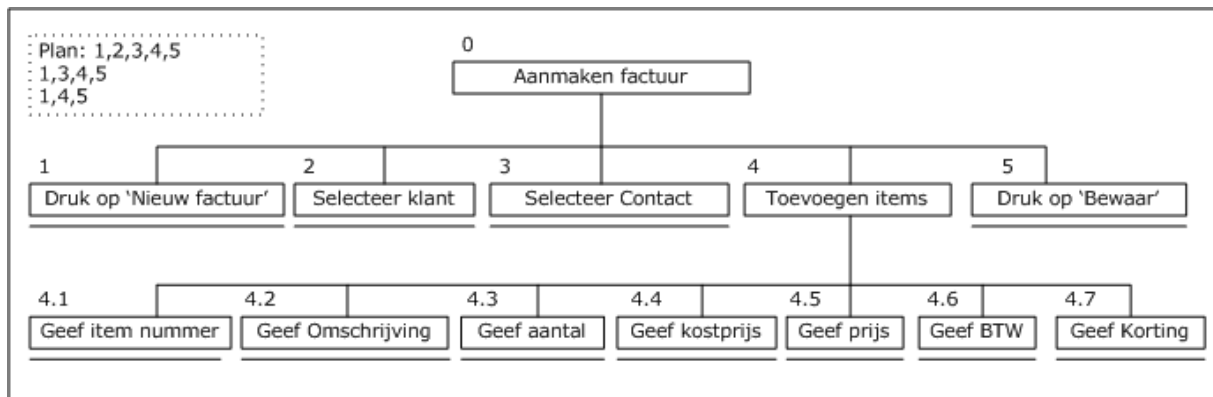 Plan: 1,2,3,4,5
1,3,4,5
1,4,5
0
Aanmaken factuur
1
Druk op ‘Nieuw factuur’
2
Selecteer klant
3
Selecteer Contact
4
Toevoegen items
5
Druk op ‘Bewaar’
4.1
Geef item nummer
4.2
Geef Omschrijving
4.3
Geef aantal
4.4
Geef kostprijs
4.5
Geef prijs
4.6
Geef BTW
4.7
Geef Korting